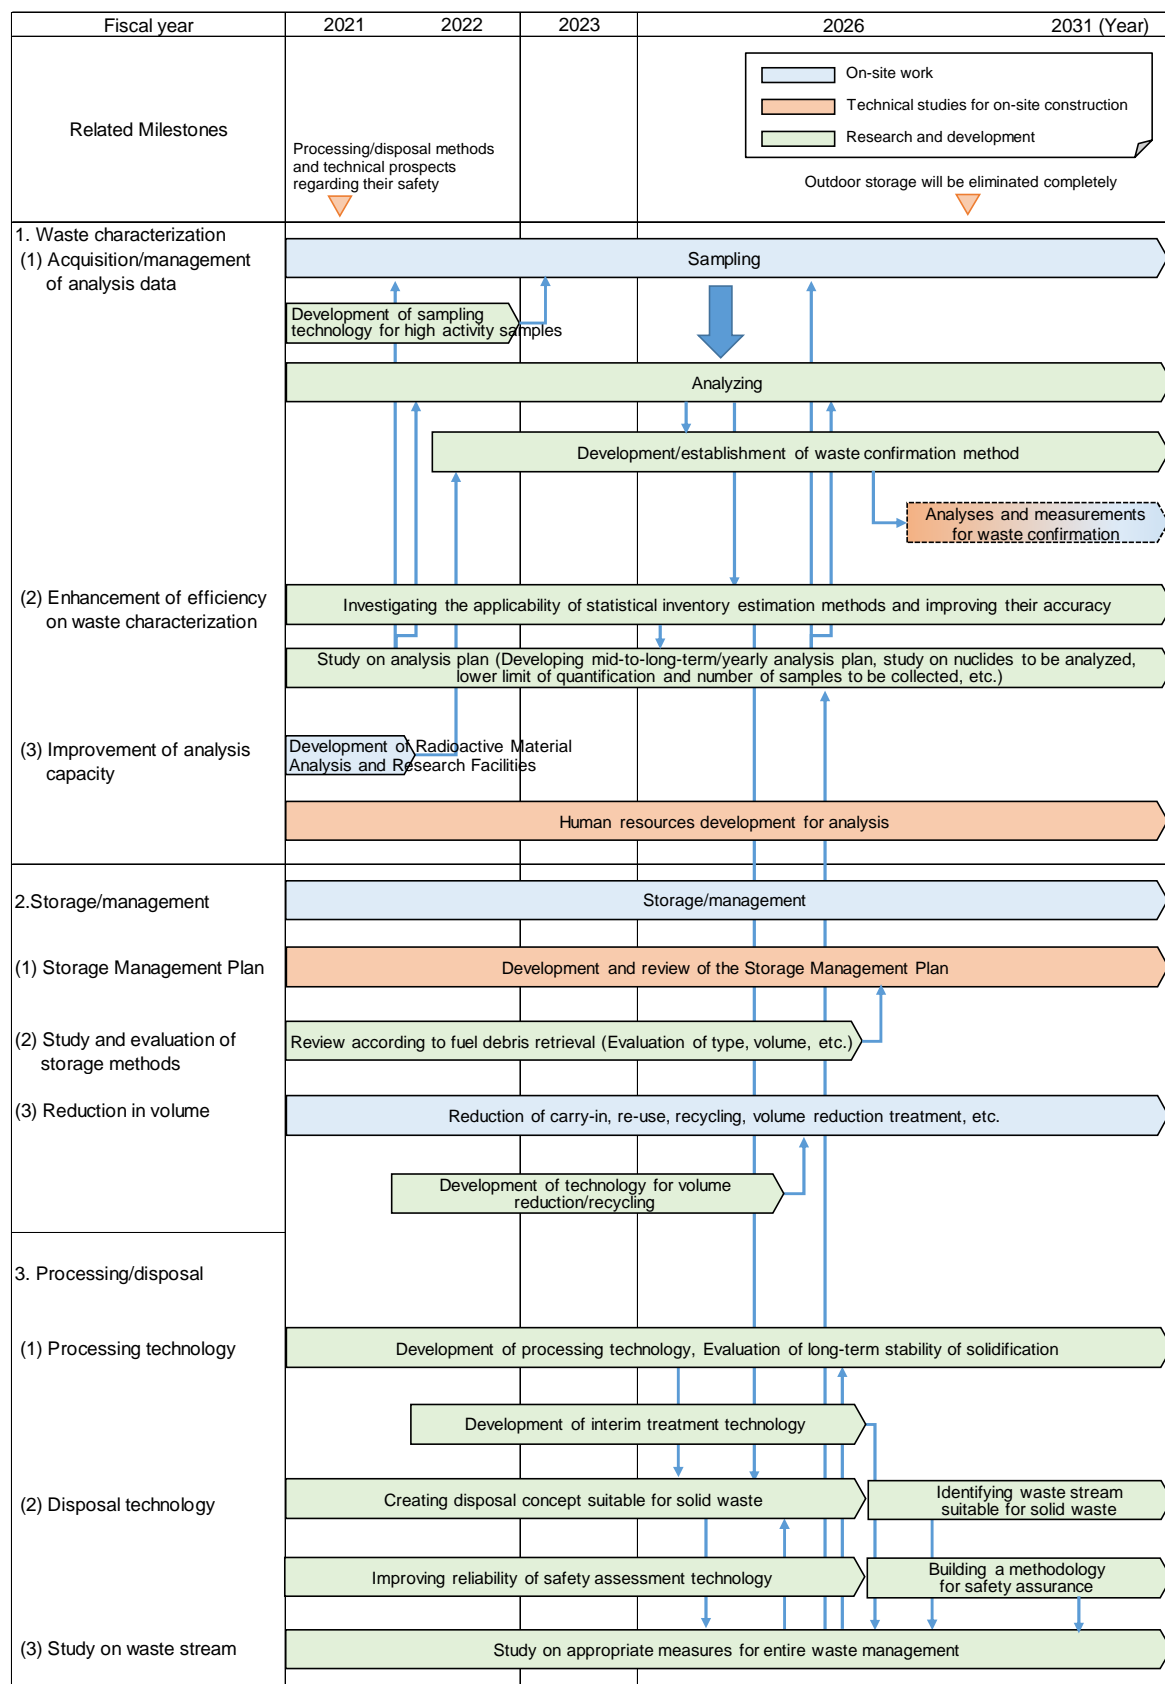 Fiscal year
2021
2022
2023
2026
2031 (Year)
On-site work
Technical studies for on-site construction
Research and development
Related Milestones
Processing/disposal methods
and technical prospects
regarding their safety
Outdoor storage will be eliminated completely
1. Waste characterization
(1) Acquisition/management
of analysis data
Sampling
Development of sampling
technology for high activity samples
Analyzing
Development/establishment of waste confirmation method
Analyses and measurements
for waste confirmation
(2) Enhancement of efficiency
on waste characterization
Investigating the applicability of statistical inventory estimation methods and improving their accuracy
Study on analysis plan (Developing mid-to-long-term/yearly analysis plan, study on nuclides to be analyzed,
lower limit of quantification and number of samples to be collected, etc.)
(3) Improvement of analysis
capacity
Development of Radioactive Material
Analysis and Research Facilities
Human resources development for analysis
2.Storage/management
Storage/management
(1) Storage Management Plan
Development and review of the Storage Management Plan
(2) Study and evaluation of
storage methods
Review according to fuel debris retrieval (Evaluation of type, volume, etc.)
(3) Reduction in volume
Reduction of carry-in, re-use, recycling, volume reduction treatment, etc.
Development of technology for volume
reduction/recycling
3. Processing/disposal
(1) Processing technology
Development of processing technology, Evaluation of long-term stability of solidification
Development of interim treatment technology
(2) Disposal technology
Creating disposal concept suitable for solid waste
Identifying waste stream
suitable for solid waste
Improving reliability of safety assessment technology
Building a methodology
for safety assurance
(3) Study on waste stream
Study on appropriate measures for entire waste management